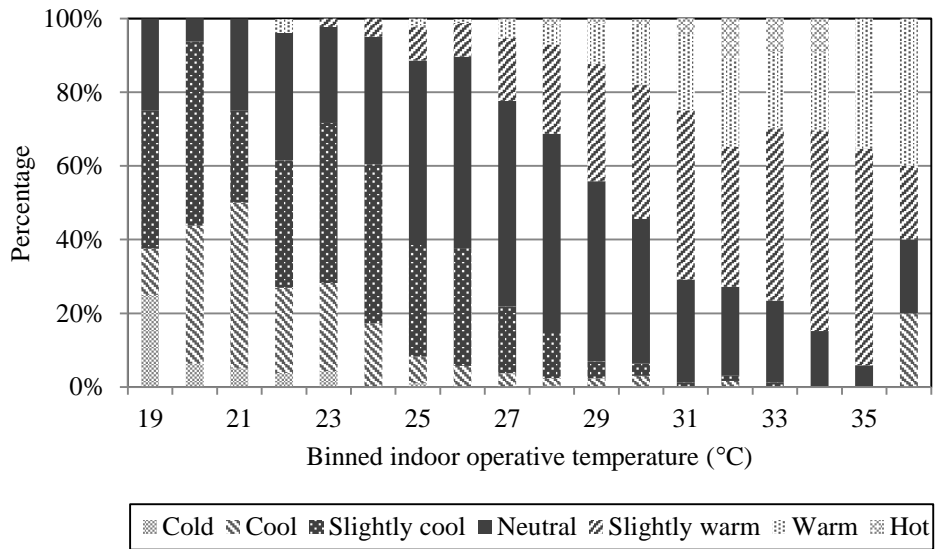 100%
80%
60%
40%
20%
0%
Percentage
19 21 23 25 27 29 31 33 35
Binned indoor operative temperature (°C)
Cold Cool Slightly cool Neutral Slightly warm Warm Hot